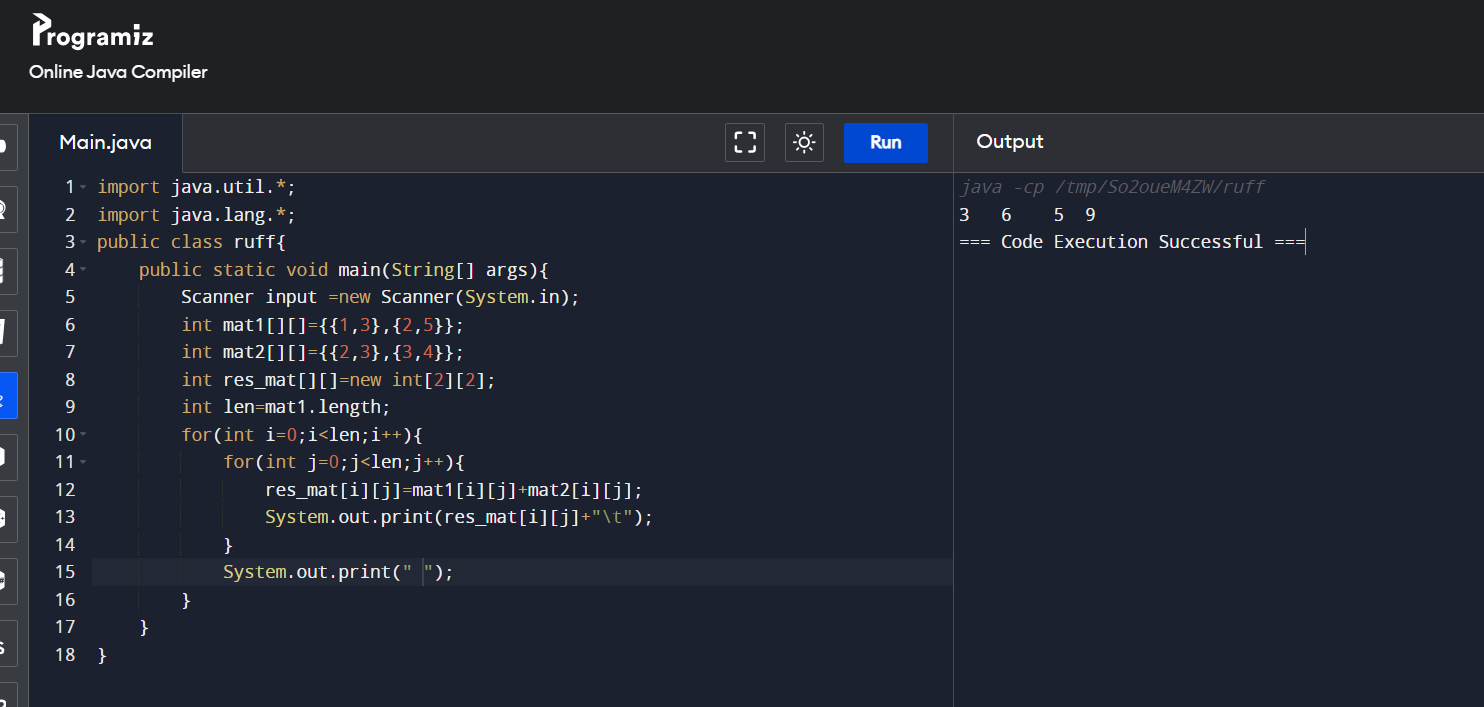 Programiz
Online Java Compiler
Main.java
Run
Output
1 import java.util.*;
2 import java.lang.*;
3 public class ruff{
4     public static void main(String[] args){
5         Scanner input =new Scanner(System.in);
6         int mat1[][]={{1,3},{2,5}};
7         int mat2[][]={{2,3},{3,4}};
8         int res_mat[][]=new int[2][2];
9         int len=mat1.length;
10         for(int i=0;i<len;i++){
11             for(int j=0;j<len;j++){
12                 res_mat[i][j]=mat1[i][j]+mat2[i][j];
13                 System.out.print(res_mat[i][j]+"\t");
14             }
15             System.out.print(" ");
16         }
17     }
18 }
java -cp /tmp/So2oueM4ZW/ruff
3   6    5  9
=== Code Execution Successful ===